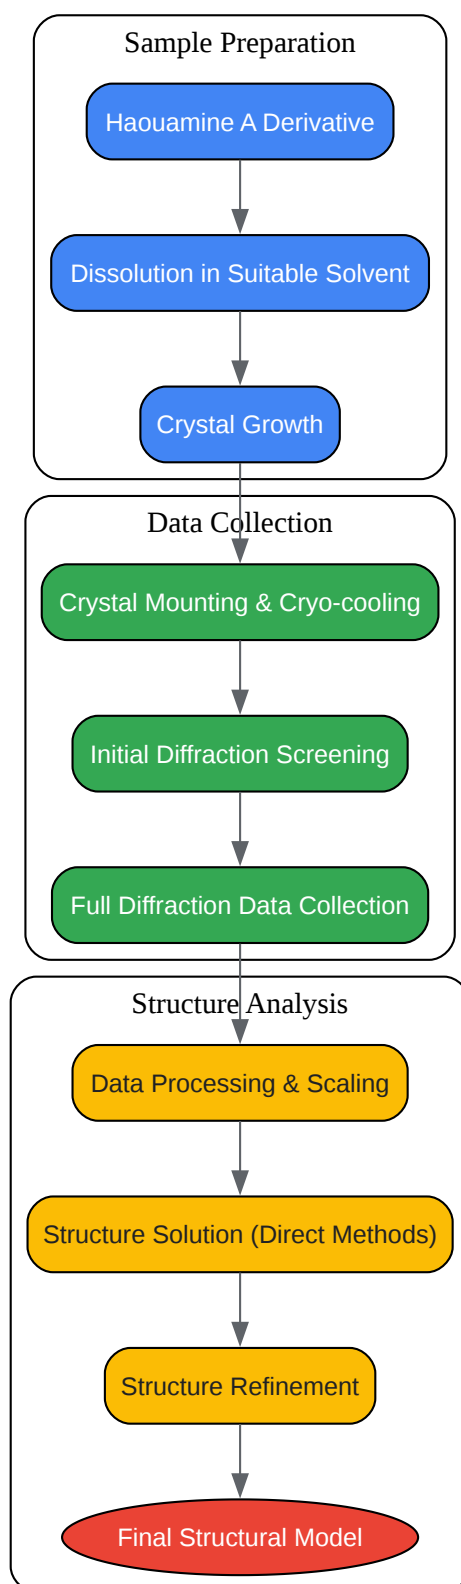 Sample Preparation
Haouamine A Derivative
Dissolution in Suitable Solvent
Crystal Growth
Data Collection
Crystal Mounting & Cryo-cooling
Initial Diffraction Screening
Full Diffraction Data Collection
Structure Analysis
Data Processing & Scaling
Structure Solution (Direct Methods)
Structure Refinement
Final Structural Model